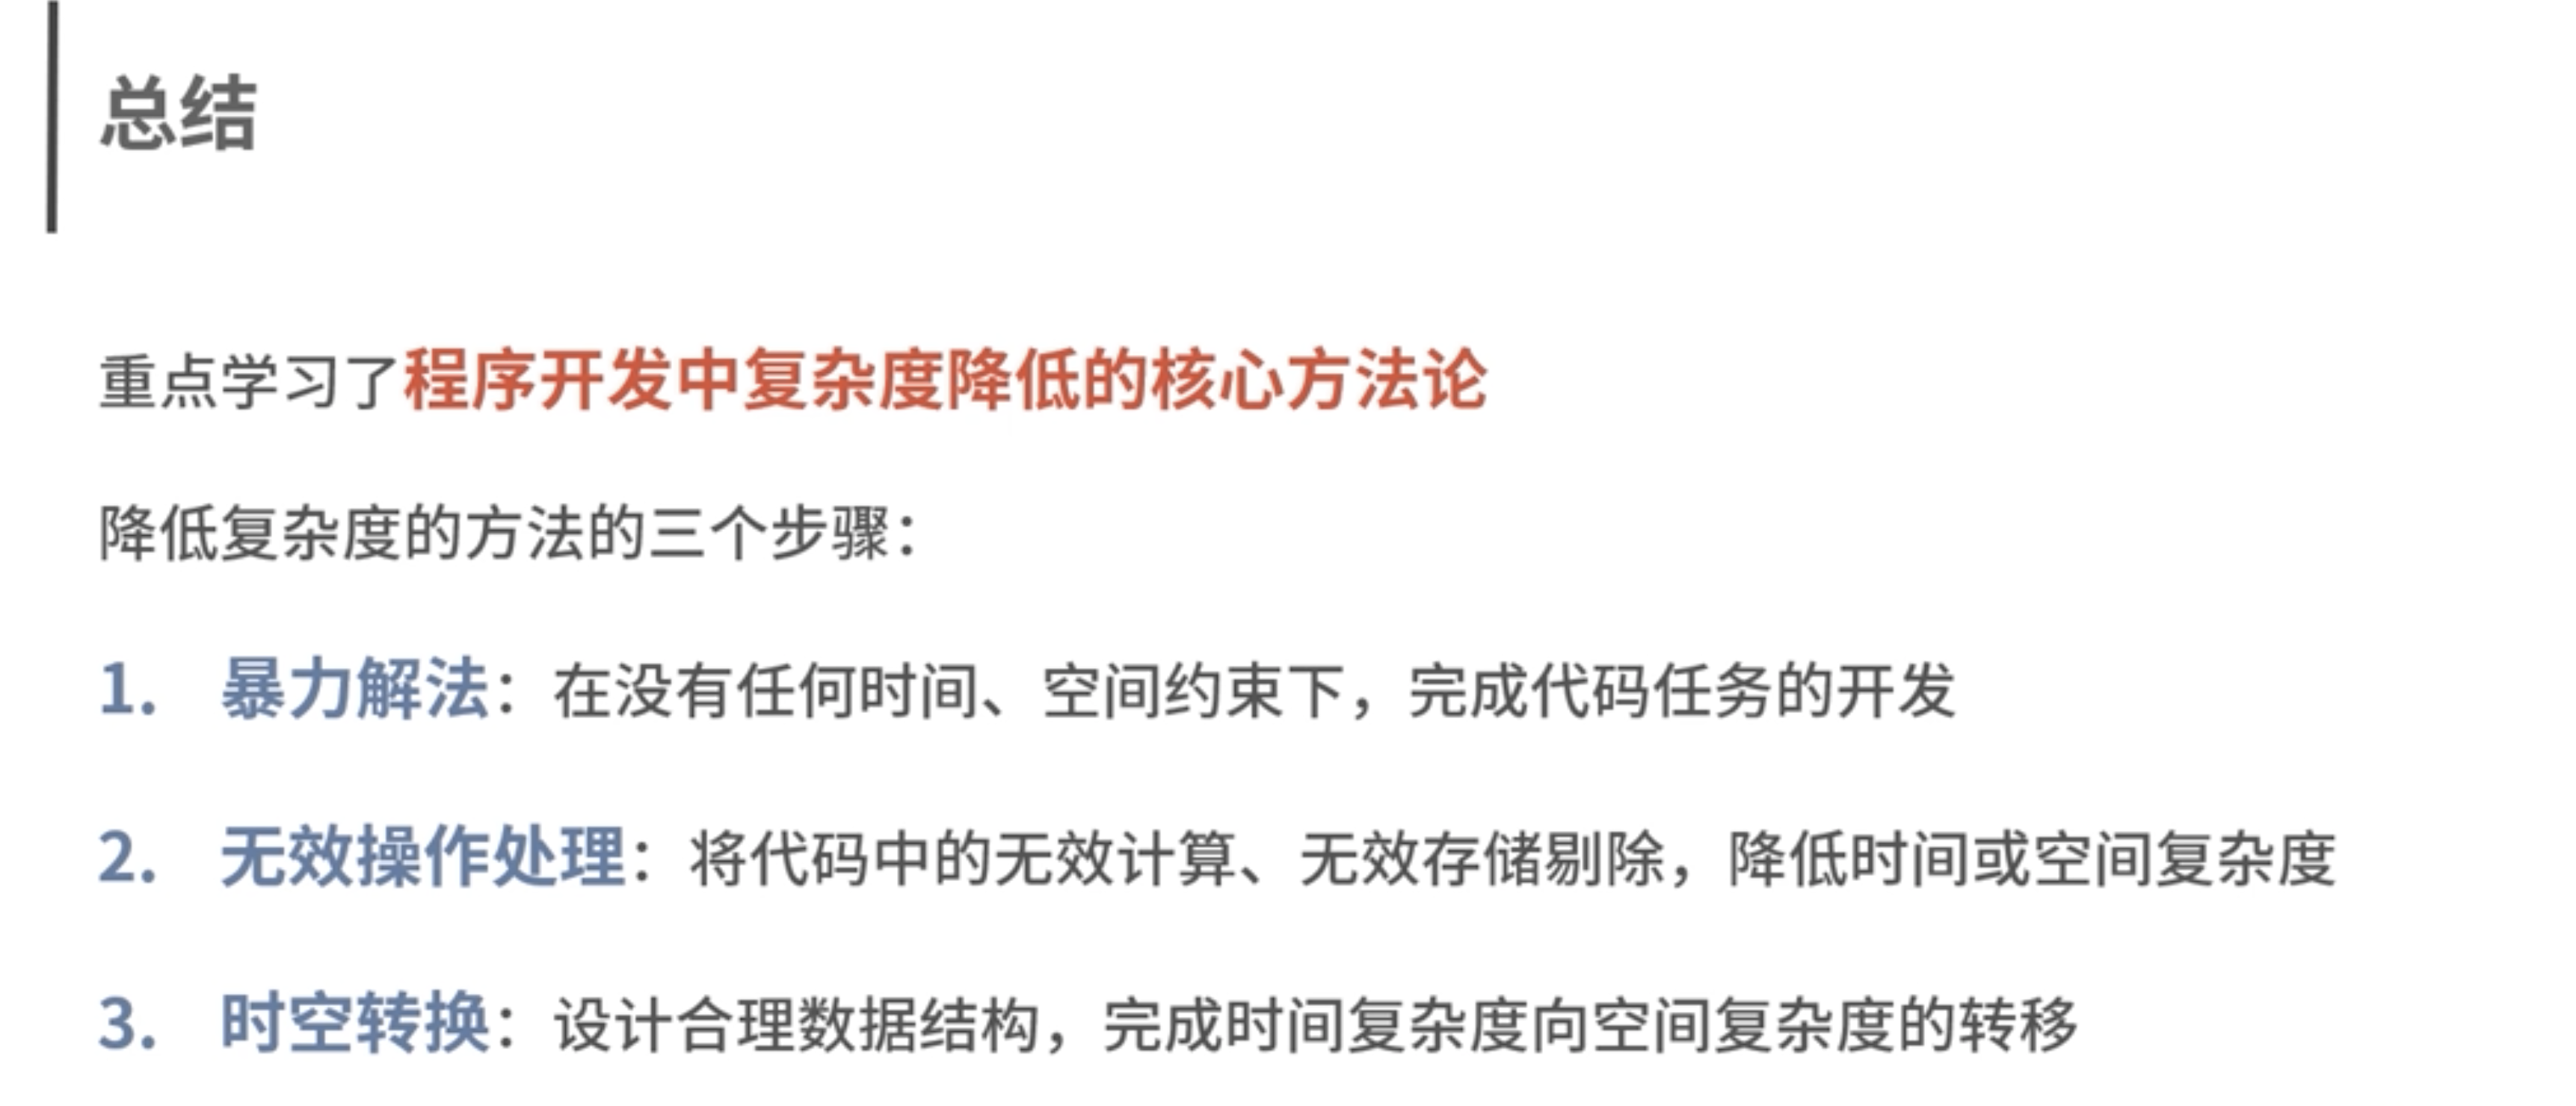 总结
重点学习了程序开发中复杂度降低的核心方法论
降低复杂度的方法的三个步骤：
1. 暴力解法：在没有任何时间、空间约束下，完成代码任务的开发
2. 无效操作处理：将代码中的无效计算、无效存储剔除，降低时间或空间复杂度
3. 时空转换：设计合理数据结构，完成时间复杂度向空间复杂度的转移